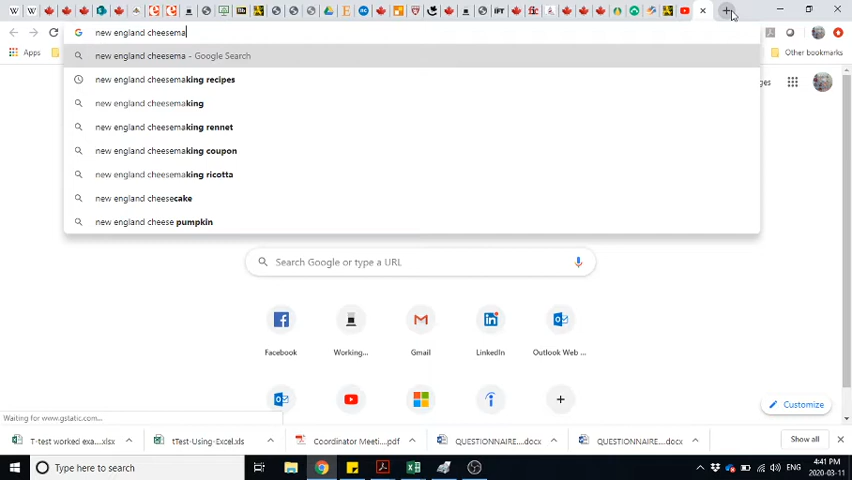 new england cheesema
new england cheesema - Google Search
Apps
Other bookmarks
new england cheesemaking recipes
ges
new england cheesemaking
new england cheesemaking rennet
new england cheesemaking coupon
new england cheesemaking ricotta
new england cheesecake
new england cheese pumpkin
Search Google or type a URL
Facebook
Working...
Gmail
LinkedIn
Outlook Web ...
Customize
Waiting for www.gstatic.com...
T-test worked exa....xlsx
tTest-Using-Excel.xls
Coordinator Meeti....pdf
QUESTIONNAIRE....docx
QUESTIONNAIRE....docx
Show all
Type here to search
ENG
4:41 PM
2020-03-11